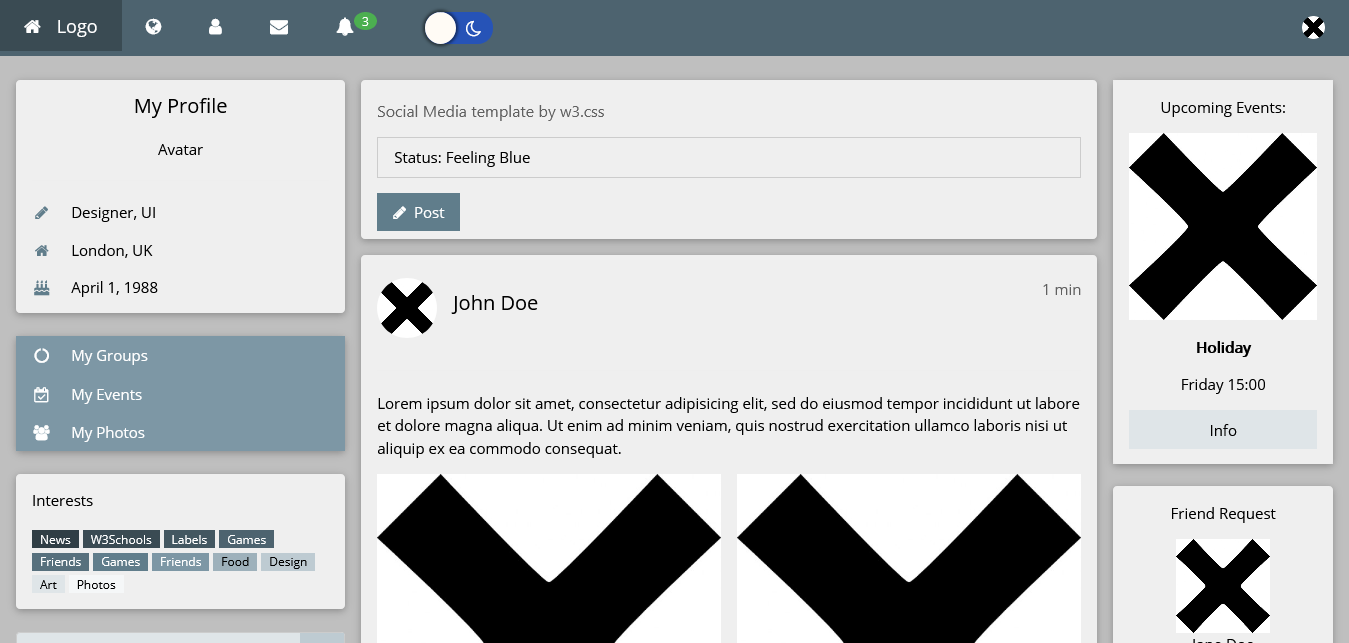 Logo
3
My Profile
Avatar
Designer, UI
London, UK
April 1, 1988
My Groups
My Events
My Photos
Interests
News W3Schools Labels Games
Friends Games Friends Food Design
Art Photos
Social Media template by w3.css
Status: Feeling Blue
Post
John Doe
1 min
Lorem ipsum dolor sit amet, consectetur adipisicing elit, sed do eiusmod tempor incididunt ut labore
et dolore magna aliqua. Ut enim ad minim veniam, quis nostrud exercitation ullamco laboris nisi ut
aliquip ex ea commodo consequat.
Upcoming Events:
Holiday
Friday 15:00
Info
Friend Request
Jane Doe